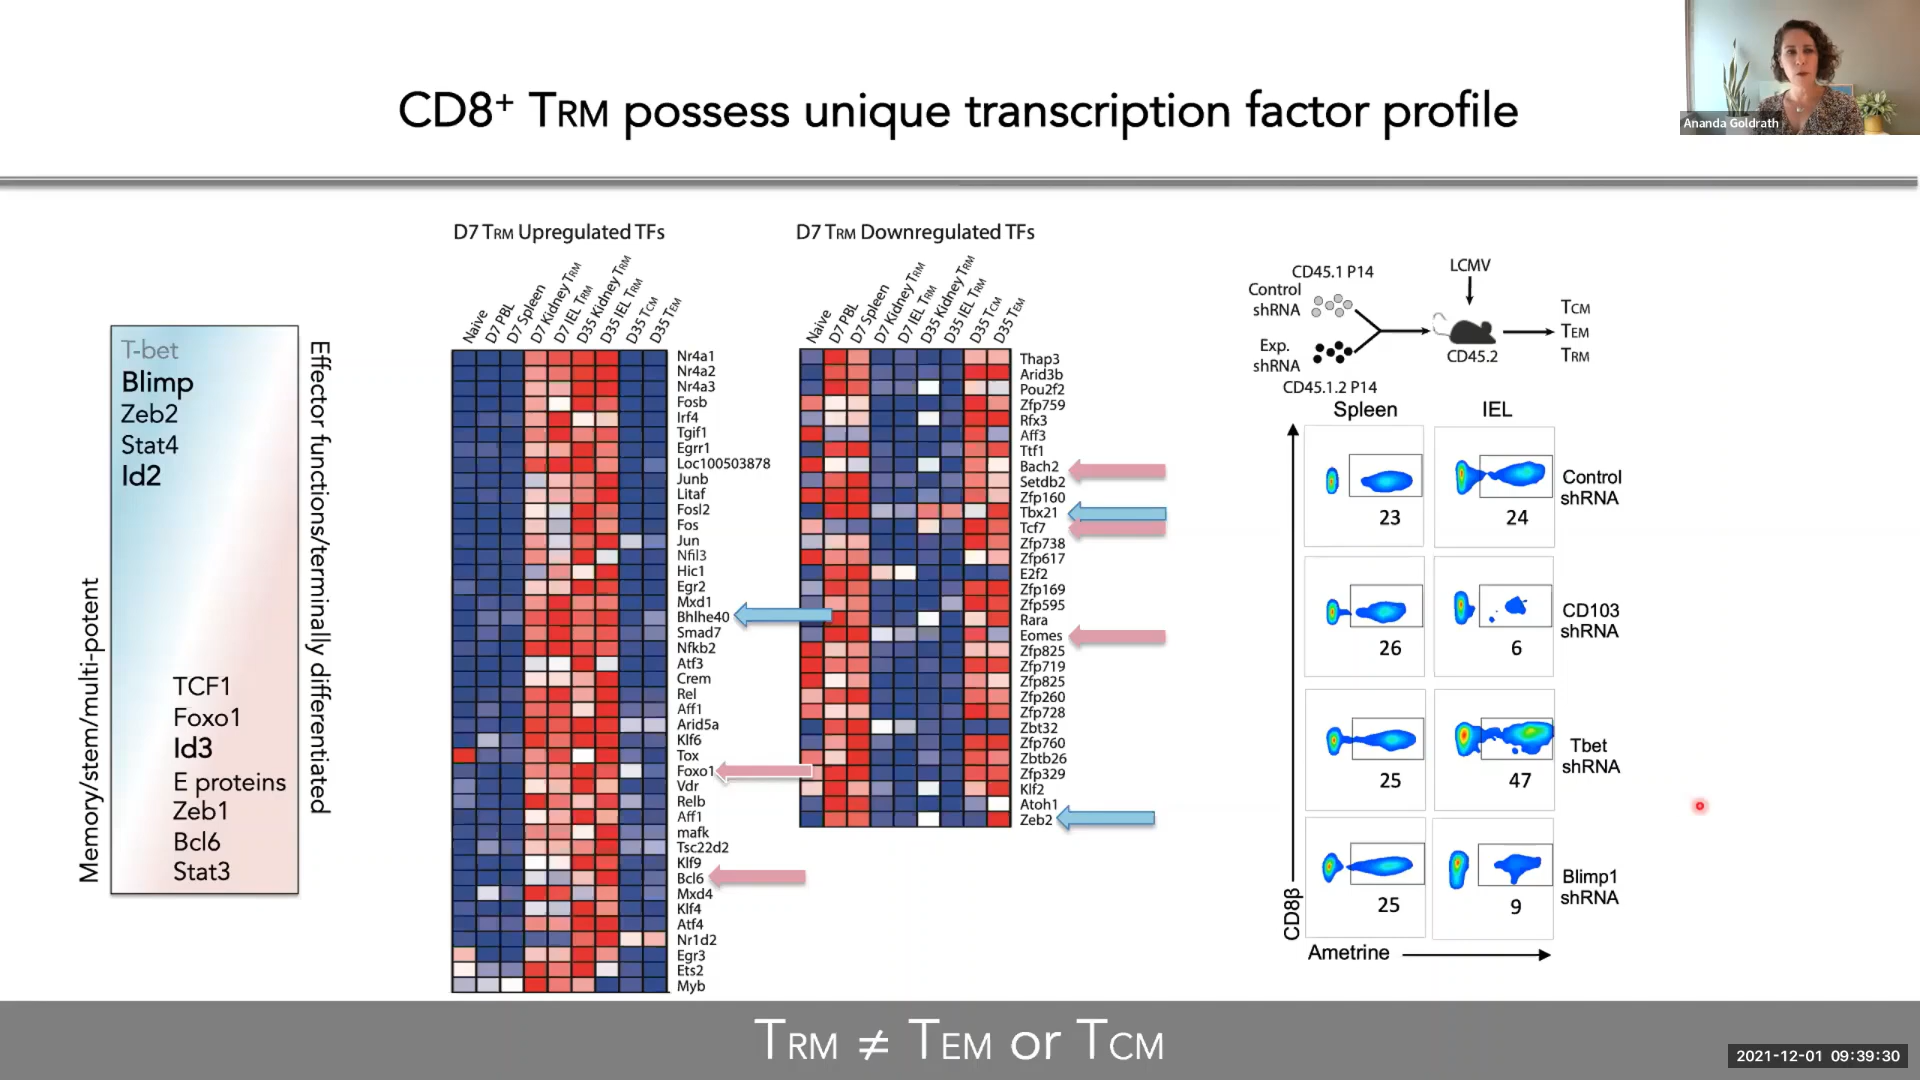 CD8+ TRM possess unique transcription factor profile
Ananda Goldrath
Memory/stem/multi-potent
T-bet
Blimp
Zeb2
Stat4
Id2
TCF1
Foxo1
Id3
E proteins
Zeb1
Bcl6
Stat3
Effector functions/terminally differentiated
D7 TRM Upregulated TFs
Naive
D7 PBL
D7 Spleen
D7 Kidney TRM
D7 IEL TRM
D35 Kidney TRM
D35 IEL TRM
D35 TCM
D35 TEM
Nr4a1
Nr4a2
Nr4a3
Fosb
Irf4
Tgif1
Egrr1
Loc100503878
Junb
Litaf
Fosl2
Fos
Jun
Nfil3
Hic1
Egr2
Mxd1
Bhlhe40
Smad7
Nfkb2
Atf3
Crem
Rel
Aff1
Arid5a
Klf6
Tox
Foxo1
Vdr
Relb
Aff1
mafk
Tsc22d2
Klf9
Bcl6
Mxd4
Klf4
Atf4
Nr1d2
Egr3
Ets2
Myb
D7 TRM Downregulated TFs
Naive
D7 PBL
D7 Spleen
D7 Kidney TRM
D7 IEL TRM
D35 Kidney TRM
D35 IEL TRM
D35 TCM
D35 TEM
Thap3
Arid3b
Pou2f2
Zfp759
Rfx3
Aff3
Ttf1
Bach2
Setdb2
Zfp160
Tbx21
Tcf7
Zfp738
Zfp617
E2f2
Zfp169
Zfp595
Rara
Eomes
Zfp825
Zfp719
Zfp825
Zfp260
Zfp728
Zbt32
Zfp760
Zbtb26
Zfp329
Klf2
Atoh1
Zeb2
CD45.1 P14
Control
shRNA
Exp.
shRNA
CD45.1.2 P14
LCMV
CD45.2
TCM
TEM
TRM
Spleen
IEL
23
24
Control
shRNA
26
6
CD103
shRNA
25
47
Tbet
shRNA
25
9
Blimp1
shRNA
CD8β
Ametrine
TRM ≠ TEM or TCM
2021-12-01 09:39:30